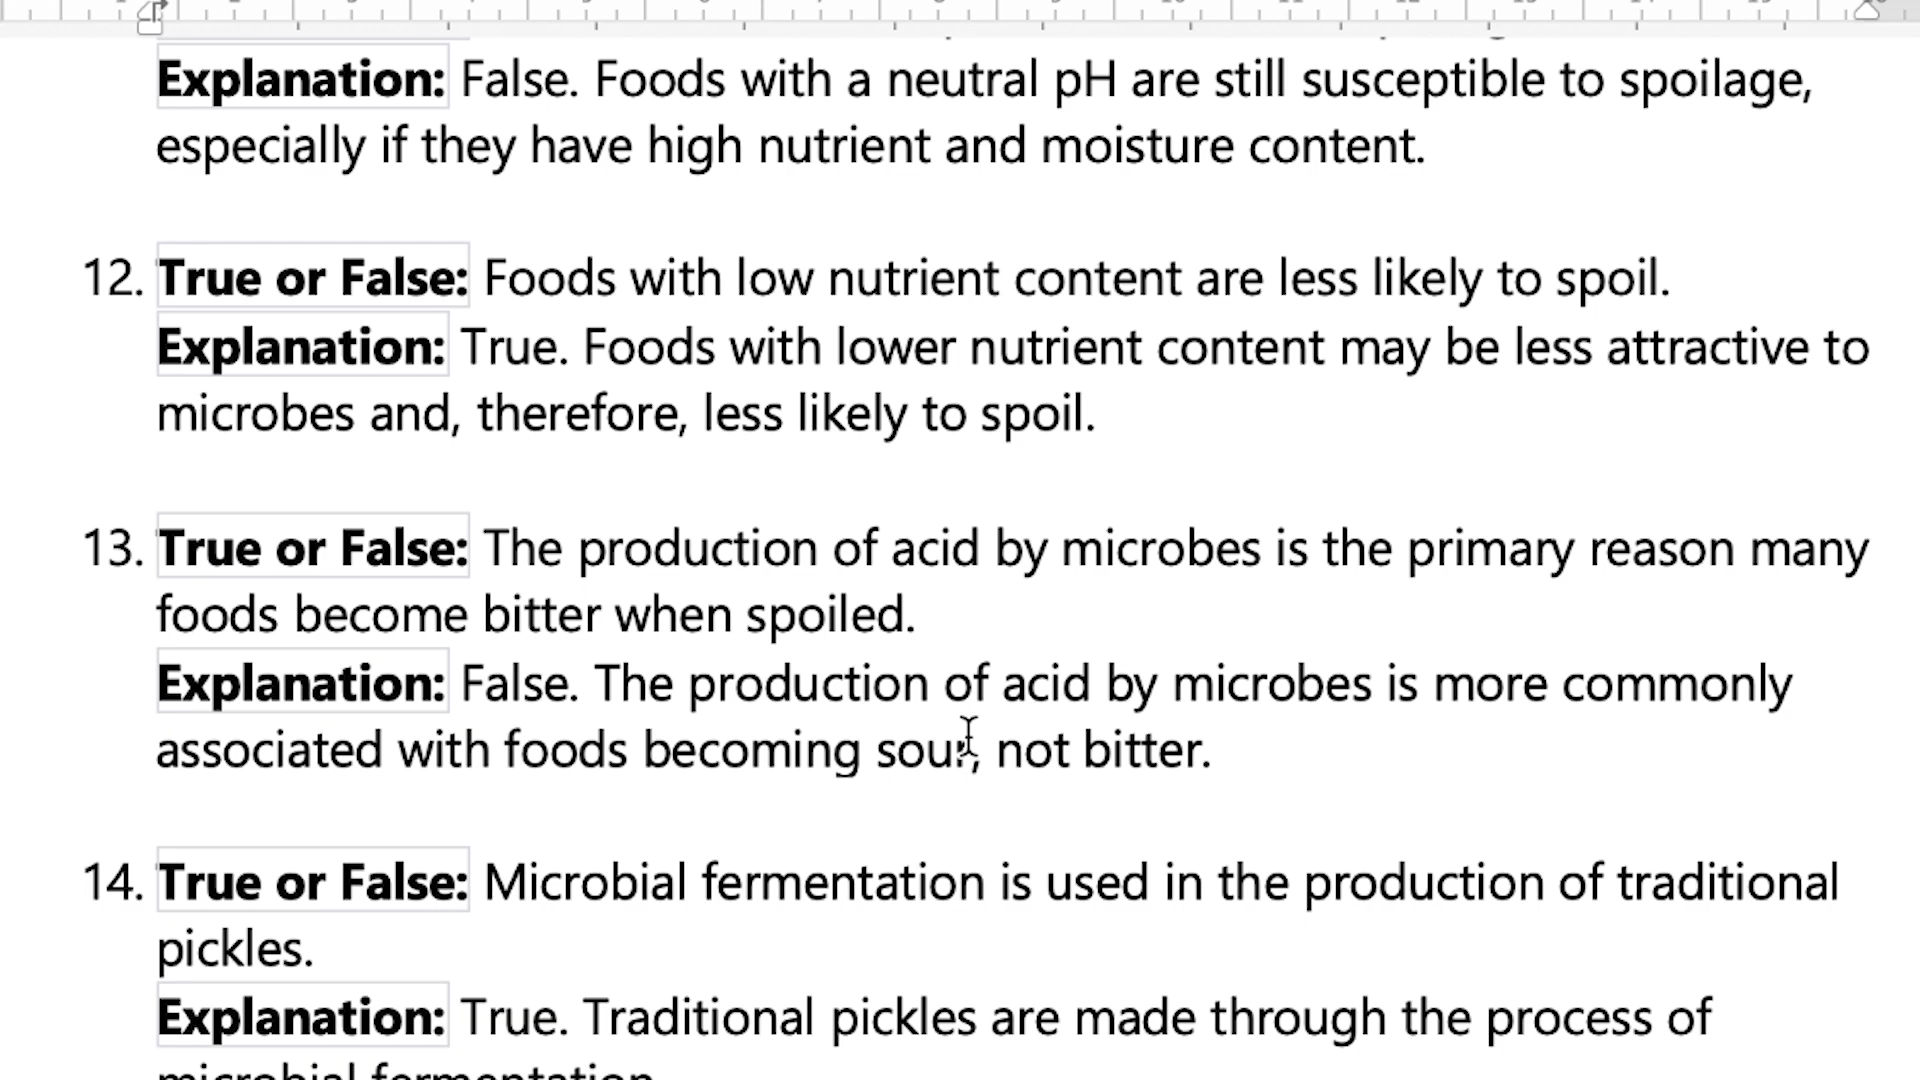 Explanation: False. Foods with a neutral pH are still susceptible to spoilage,
especially if they have high nutrient and moisture content.
12. True or False: Foods with low nutrient content are less likely to spoil.
Explanation: True. Foods with lower nutrient content may be less attractive to
microbes and, therefore, less likely to spoil.
13. True or False: The production of acid by microbes is the primary reason many
foods become bitter when spoiled.
Explanation: False. The production of acid by microbes is more commonly
associated with foods becoming sour, not bitter.
14. True or False: Microbial fermentation is used in the production of traditional
pickles.
Explanation: True. Traditional pickles are made through the process of
microbial fermentation